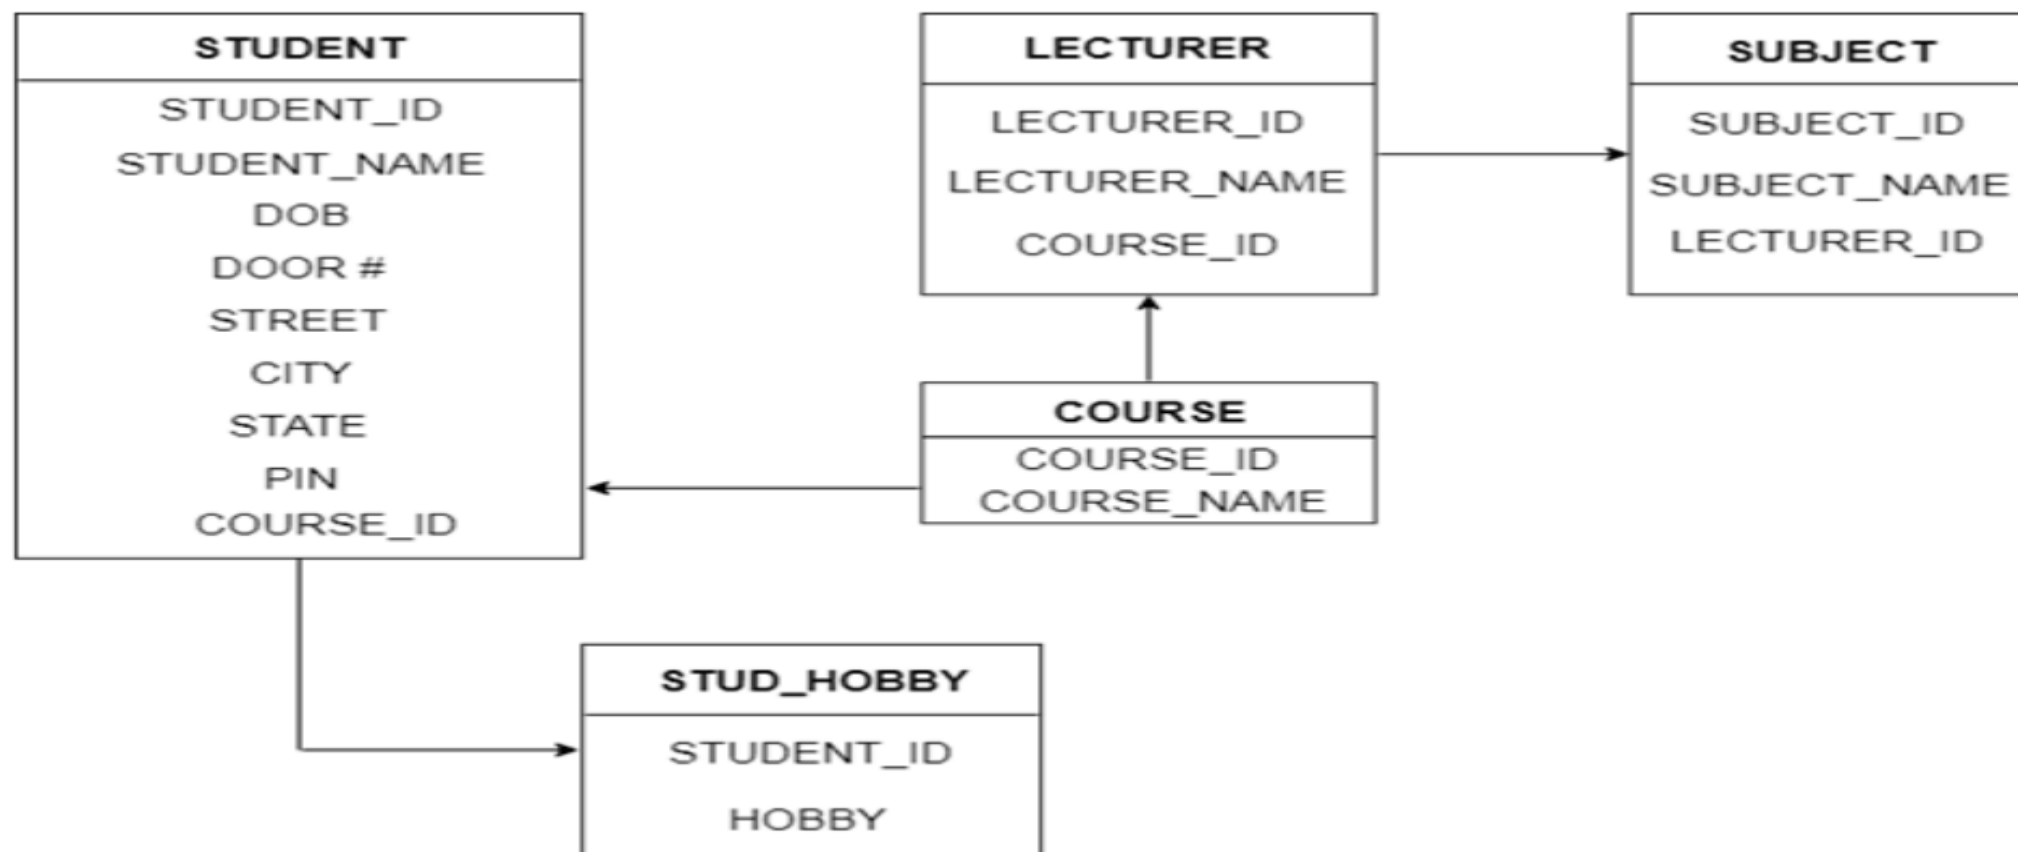 STUDENT
STUDENT_ID
STUDENT_NAME
DOB
DOOR #
STREET
CITY
STATE
PIN
COURSE_ID
LECTURER
LECTURER_ID
LECTURER_NAME
COURSE_ID
SUBJECT
SUBJECT_ID
SUBJECT_NAME
LECTURER_ID
COURSE
COURSE_ID
COURSE_NAME
STUD_HOBBY
STUDENT_ID
HOBBY